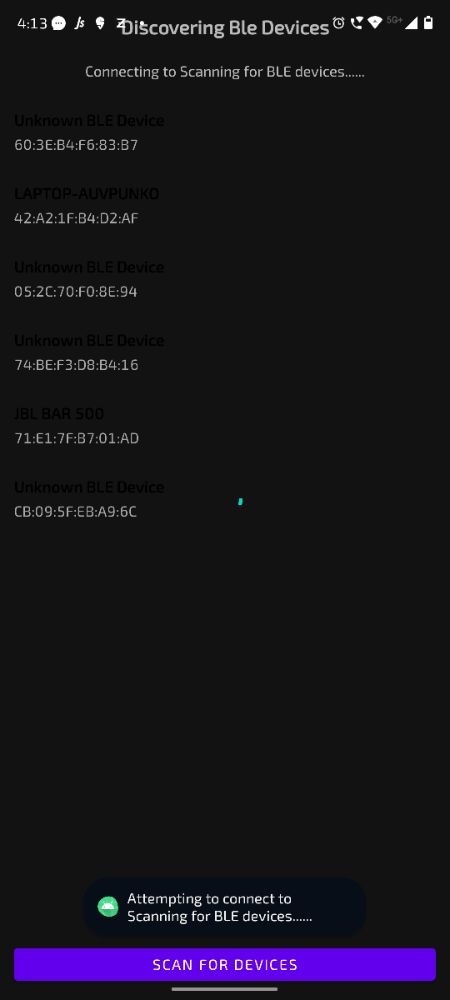 4:13
5G+
Discovering Ble Devices
Connecting to Scanning for BLE devices......
Unknown BLE Device
60:3E:B4:F6:83:B7
LAPTOP-AUVPUNKO
42:A2:1F:B4:D2:AF
Unknown BLE Device
05:2C:70:F0:8E:94
Unknown BLE Device
74:BE:F3:D8:B4:16
JBL BAR 500
71:E1:7F:B7:01:AD
Unknown BLE Device
CB:09:5F:EB:A9:6C
Attempting to connect to
Scanning for BLE devices......
SCAN FOR DEVICES